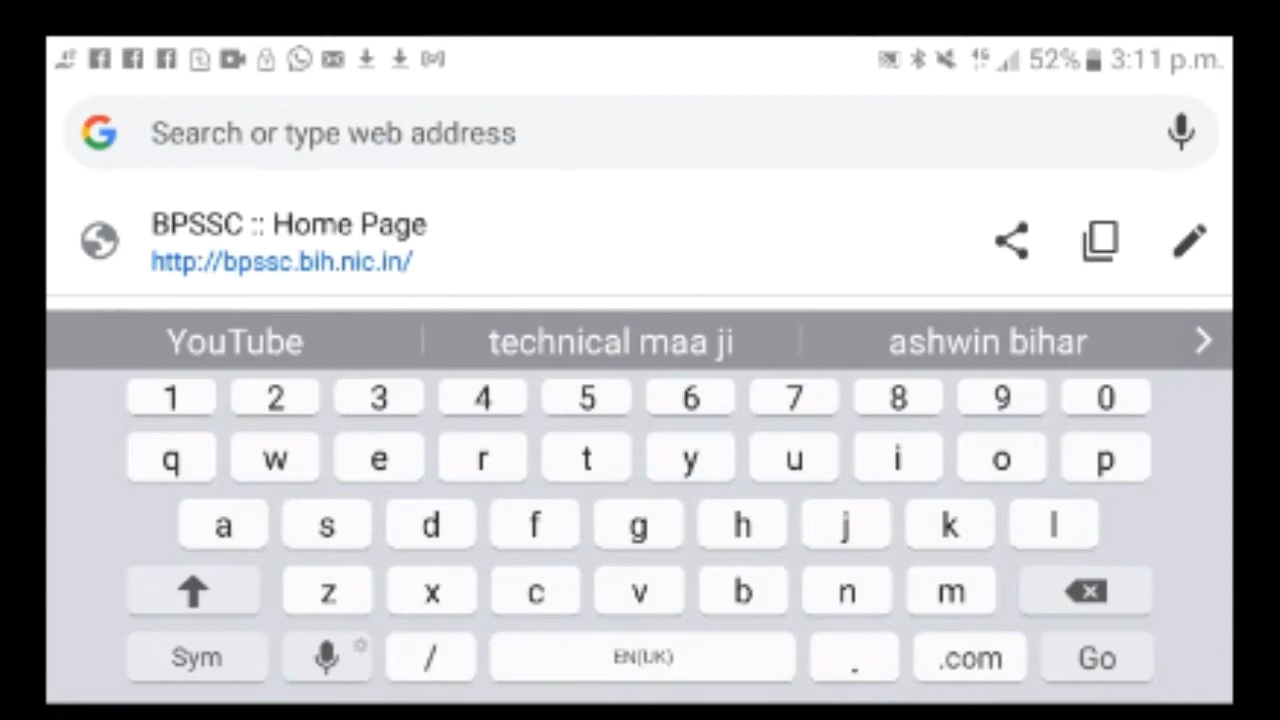 52% 3:11 p.m.
Search or type web address
BPSSC :: Home Page
http://bpssc.bih.nic.in/
YouTube technical maa ji ashwin bihar
1 2 3 4 5 6 7 8 9 0
q w e r t y u i o p
a s d f g h j k l
z x c v b n m
Sym / EN(UK) . .com Go